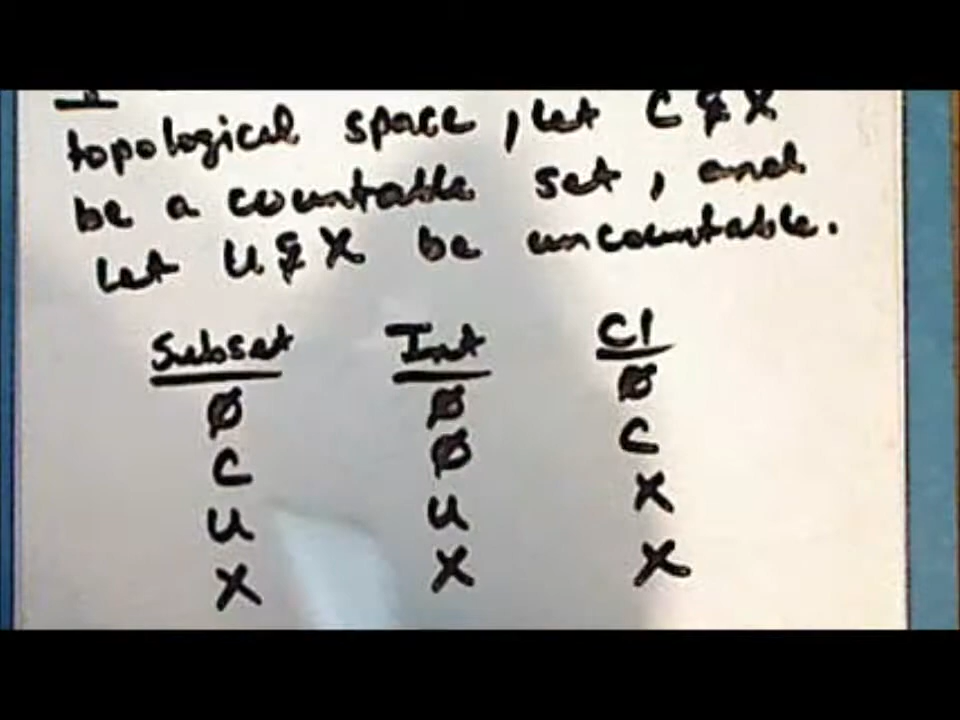 topological space, let C ⊊ X
be a countable set, and
let U ⊊ X be uncountable.
Subset Int Cl
Ø Ø Ø
C Ø C
U U X
X X X